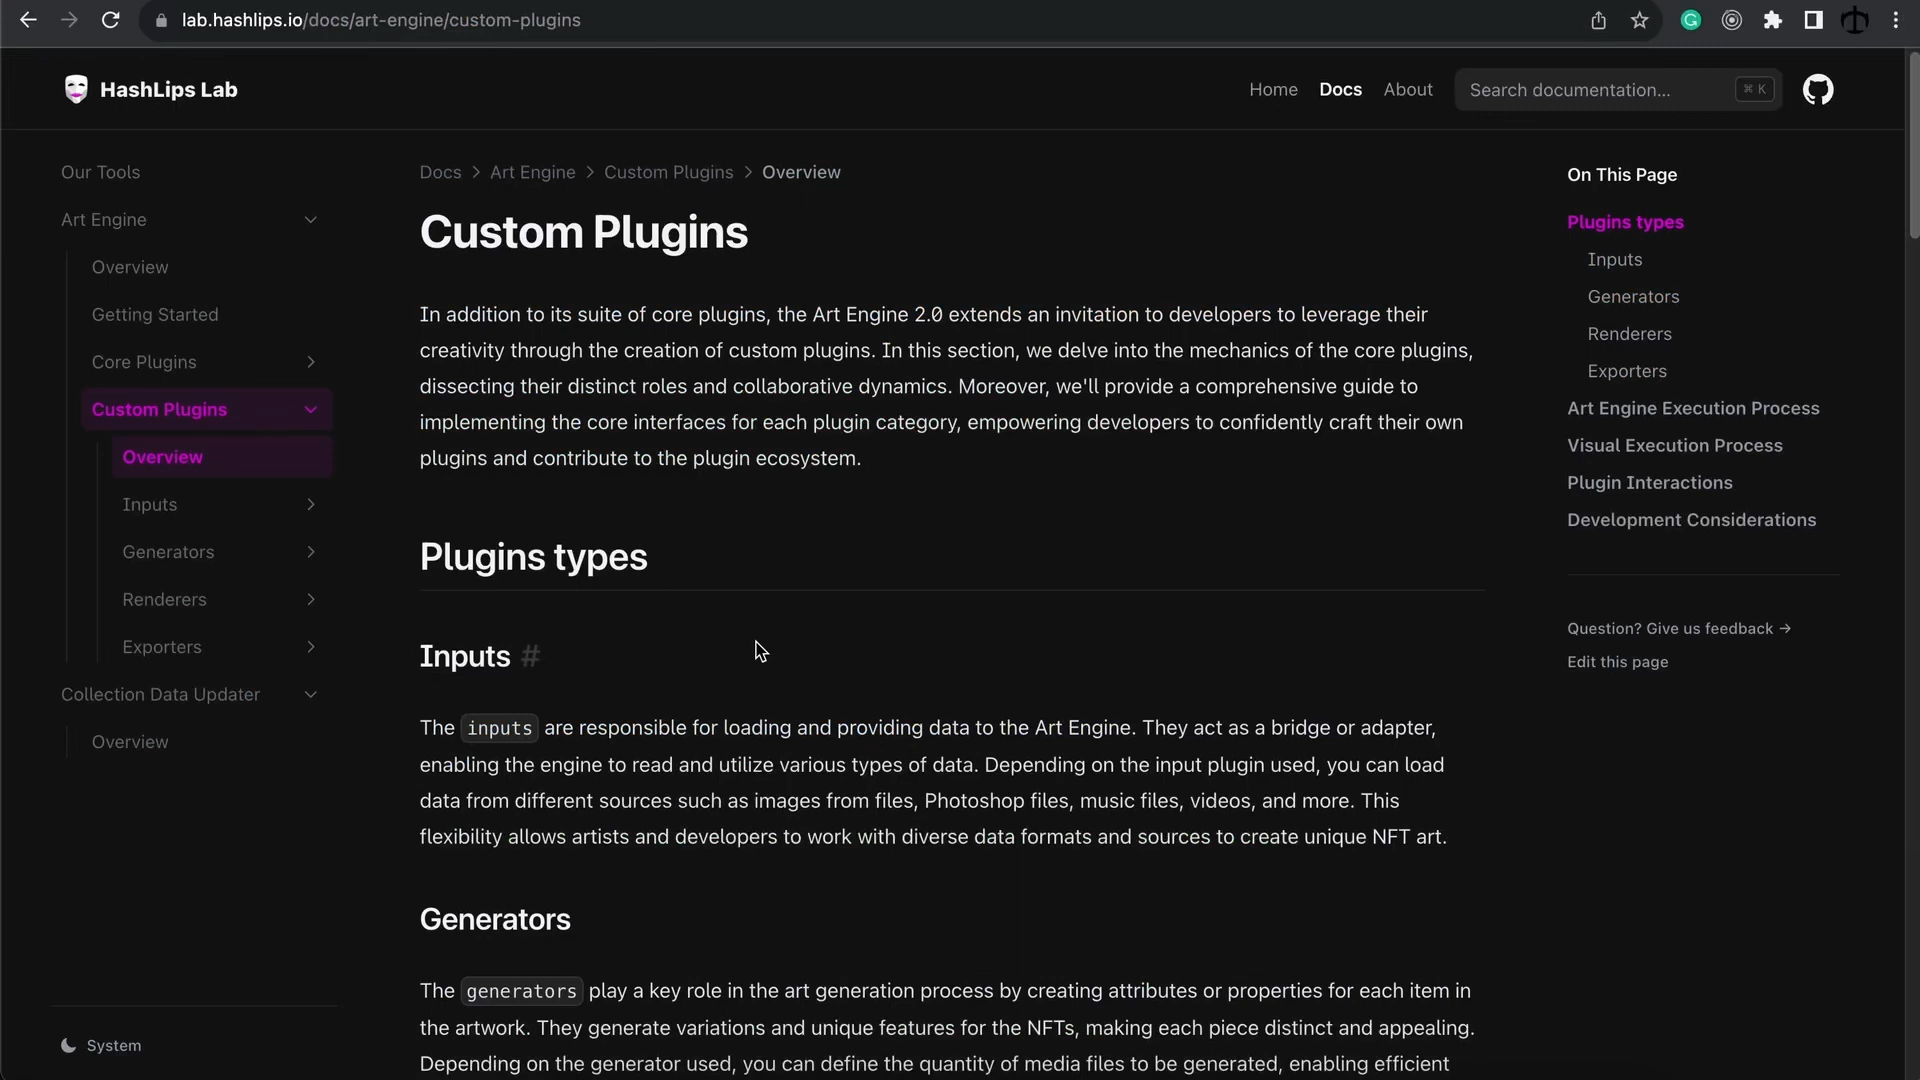 lab.hashlips.io/docs/art-engine/custom-plugins
HashLips Lab
Home
Docs
About
Search documentation...
⌘ K
Our Tools
Art Engine
Overview
Getting Started
Core Plugins
Custom Plugins
Overview
Inputs
Generators
Renderers
Exporters
Collection Data Updater
Overview
System
Docs > Art Engine > Custom Plugins > Overview
Custom Plugins
In addition to its suite of core plugins, the Art Engine 2.0 extends an invitation to developers to leverage their
creativity through the creation of custom plugins. In this section, we delve into the mechanics of the core plugins,
dissecting their distinct roles and collaborative dynamics. Moreover, we'll provide a comprehensive guide to
implementing the core interfaces for each plugin category, empowering developers to confidently craft their own
plugins and contribute to the plugin ecosystem.
Plugins types
Inputs #
The inputs are responsible for loading and providing data to the Art Engine. They act as a bridge or adapter,
enabling the engine to read and utilize various types of data. Depending on the input plugin used, you can load
data from different sources such as images from files, Photoshop files, music files, videos, and more. This
flexibility allows artists and developers to work with diverse data formats and sources to create unique NFT art.
Generators
The generators play a key role in the art generation process by creating attributes or properties for each item in
the artwork. They generate variations and unique features for the NFTs, making each piece distinct and appealing.
Depending on the generator used, you can define the quantity of media files to be generated, enabling efficient
On This Page
Plugins types
Inputs
Generators
Renderers
Exporters
Art Engine Execution Process
Visual Execution Process
Plugin Interactions
Development Considerations
Question? Give us feedback →
Edit this page